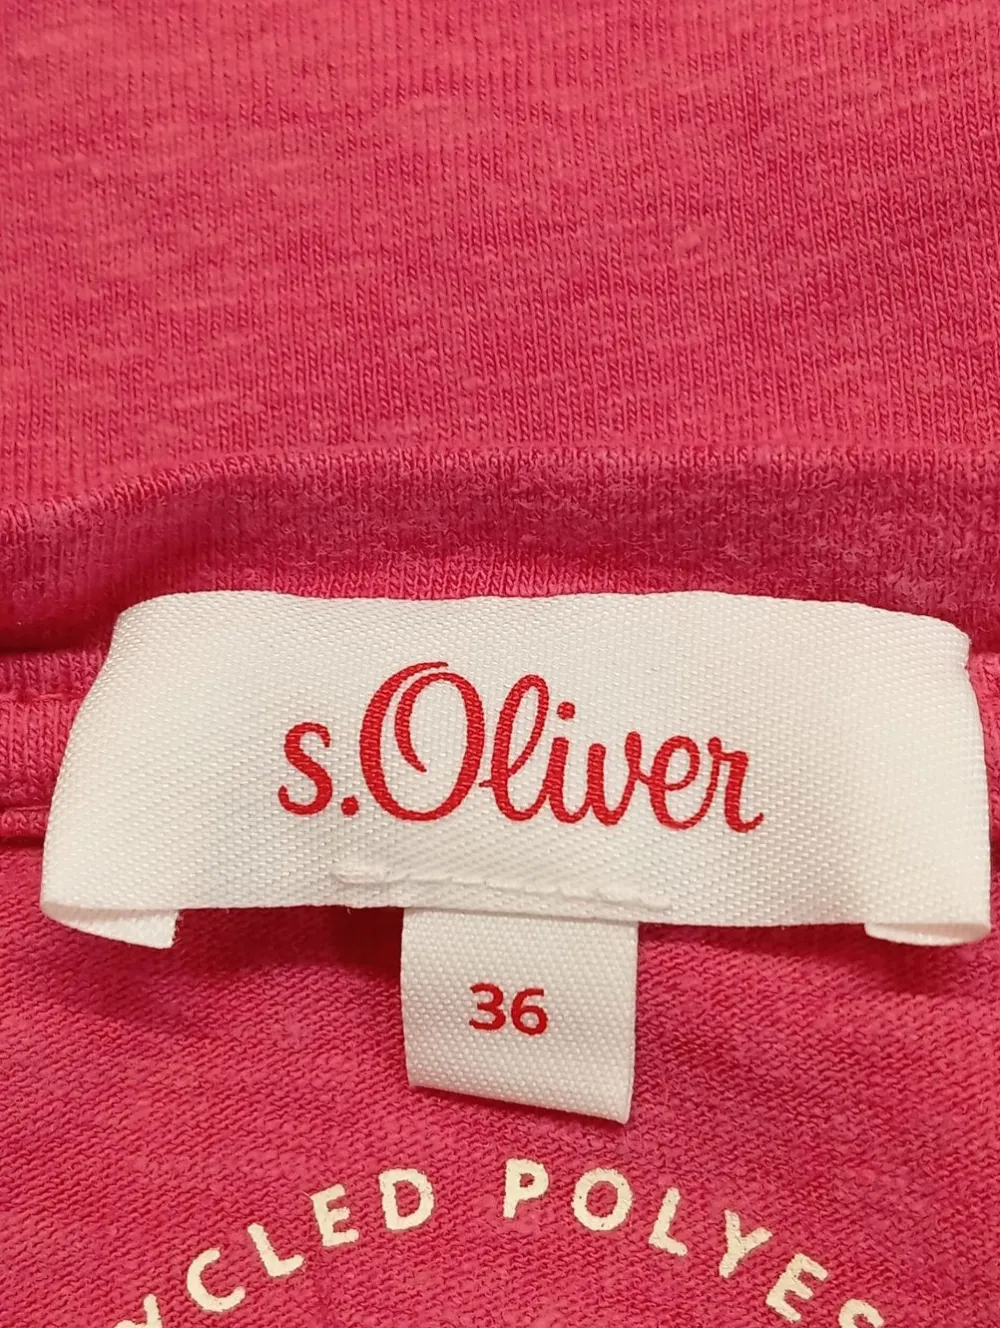 s.Oliver
36
YCLED POLYES